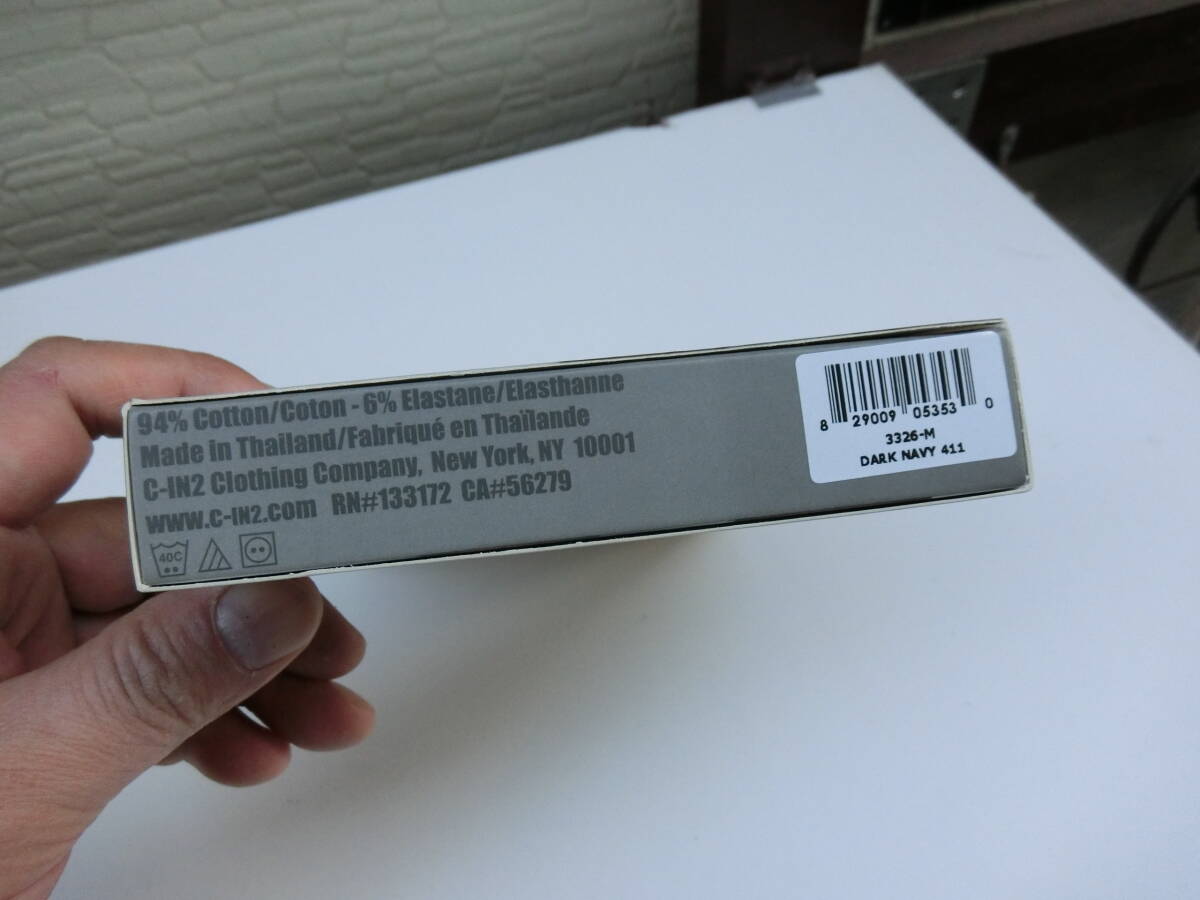 94% Cotton/Coton - 6% Elastane/Elasthanne
Made in Thailand/Fabriqué en Thaïlande
C-IN2 Clothing Company, New York, NY 10001
www.C-IN2.com RN#133172 CA#56279
40C
8 29009 05353 0
3326-M
DARK NAVY 411